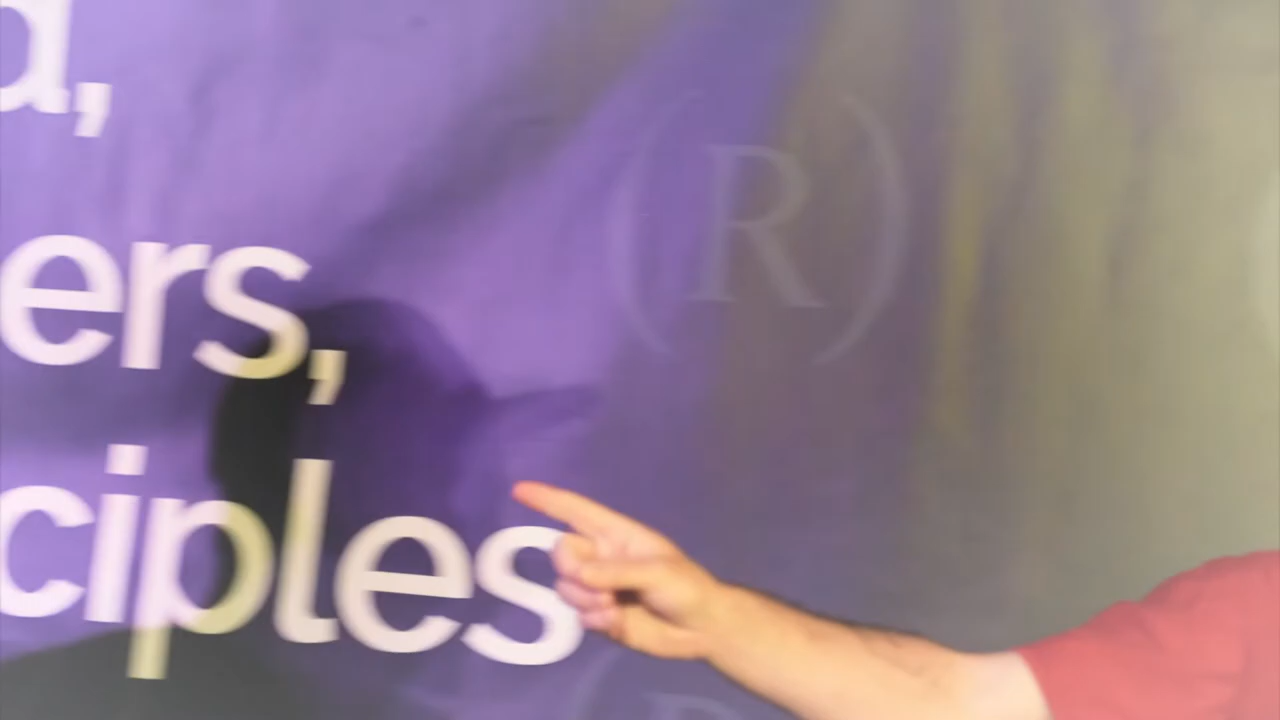 d,
ers,
ciples
(R)
(R)